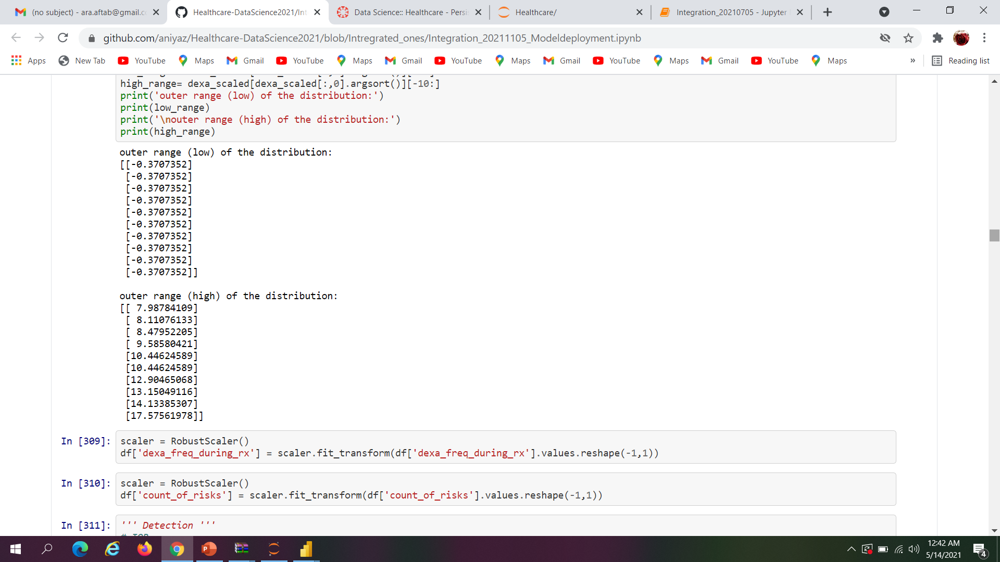 (no subject) - ara.aftab@gmail.c
Healthcare-DataScience2021/Int
Data Science:: Healthcare - Persi
Healthcare/
Integration_20210705 - Jupyter
github.com/aniyaz/Healthcare-DataScience2021/blob/Intregrated_ones/Integration_20211105_Modeldeployment.ipynb
Apps New Tab YouTube Maps Gmail YouTube Maps Gmail YouTube Maps Gmail YouTube Maps Gmail YouTube Maps » Reading list
high_range= dexa_scaled[dexa_scaled[:,0].argsort()][-10:]
print('outer range (low) of the distribution:')
print(low_range)
print('\nouter range (high) of the distribution:')
print(high_range)
outer range (low) of the distribution:
[[-0.3707352]
[-0.3707352]
[-0.3707352]
[-0.3707352]
[-0.3707352]
[-0.3707352]
[-0.3707352]
[-0.3707352]
[-0.3707352]
[-0.3707352]]
outer range (high) of the distribution:
[[ 7.98784109]
[ 8.11076133]
[ 8.47952205]
[ 9.58580421]
[10.44624589]
[10.44624589]
[12.90465068]
[13.15049116]
[14.13385307]
[17.57561978]]
In [309]: scaler = RobustScaler()
df['dexa_freq_during_rx'] = scaler.fit_transform(df['dexa_freq_during_rx'].values.reshape(-1,1))
In [310]: scaler = RobustScaler()
df['count_of_risks'] = scaler.fit_transform(df['count_of_risks'].values.reshape(-1,1))
In [311]: ''' Detection '''
12:42 AM
5/14/2021
4